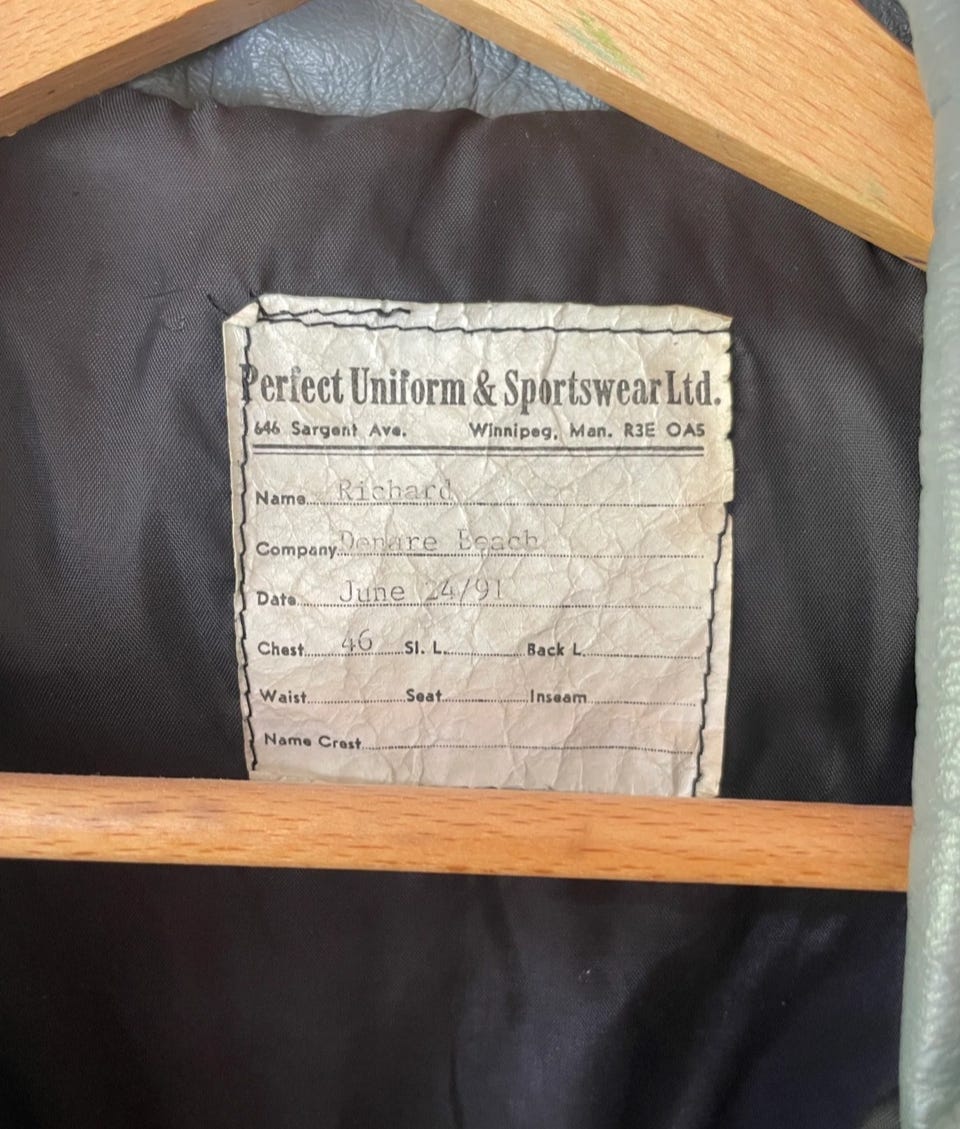 Perfect Uniform & Sportswear Ltd.
646 Sargent Ave. Winnipeg, Man. R3E OA5
Name Richard
Company Denare Beach
Date June 24/91
Chest 46 Sl. L. Back L.
Waist Seat Inseam
Name Crest